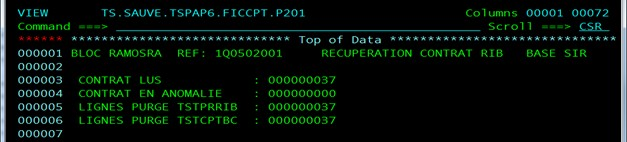 VIEW TS.SAUVE.TSPAP6.FICCPT.P201 Columns 00001 00072
Command ===> Scroll ===> CSR
****** ***************************** Top of Data ******************************
000001 BLOC RAMOSRA REF: 1Q0502001 RECUPERATION CONTRAT RIB BASE SIR
000002
000003 CONTRAT LUS : 000000037
000004 CONTRAT EN ANOMALIE : 000000000
000005 LIGNES PURGE TSTPRRIB : 000000037
000006 LIGNES PURGE TSTCPTBC : 000000037
000007